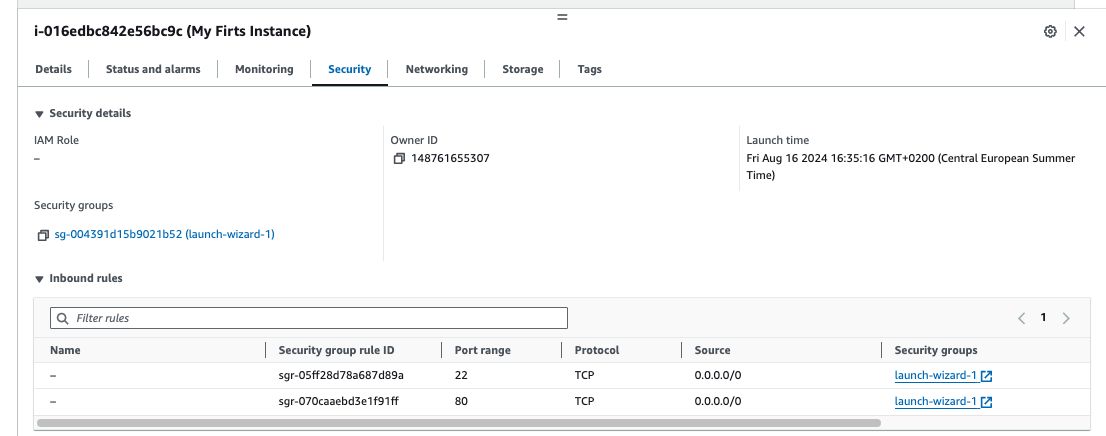 i-016edbc842e56bc9c (My Firts Instance)
Details Status and alarms Monitoring Security Networking Storage Tags
Security details
IAM Role
–
Owner ID
148761655307
Launch time
Fri Aug 16 2024 16:35:16 GMT+0200 (Central European Summer
Time)
Security groups
sg-004391d15b9021b52 (launch-wizard-1)
Inbound rules
Filter rules
1
Name Security group rule ID Port range Protocol Source Security groups
– sgr-05ff28d78a687d89a 22 TCP 0.0.0.0/0 launch-wizard-1
– sgr-070caaebd3e1f91ff 80 TCP 0.0.0.0/0 launch-wizard-1